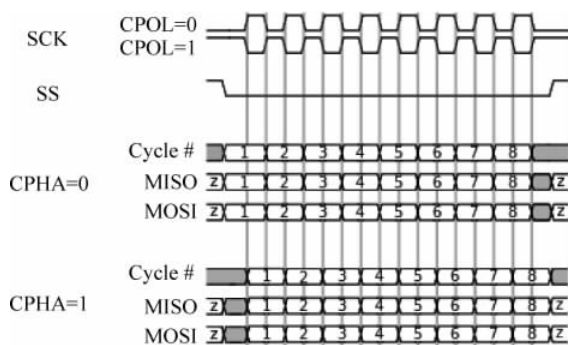 SCK CPOL=0
CPOL=1
SS
Cycle # 1 2 3 4 5 6 7 8
CPHA=0 MISO z 1 2 3 4 5 6 7 8 z
MOSI z 1 2 3 4 5 6 7 8 z
Cycle # 1 2 3 4 5 6 7 8
CPHA=1 MISO z 1 2 3 4 5 6 7 8 z
MOSI z 1 2 3 4 5 6 7 8 z